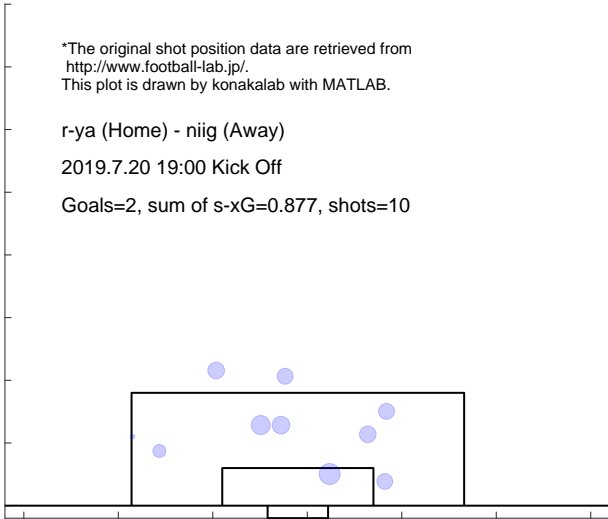 *The original shot position data are retrieved from
http://www.football-lab.jp/.
This plot is drawn by konakalab with MATLAB.
r-ya (Home) - niig (Away)
2019.7.20 19:00 Kick Off
Goals=2, sum of s-xG=0.877, shots=10